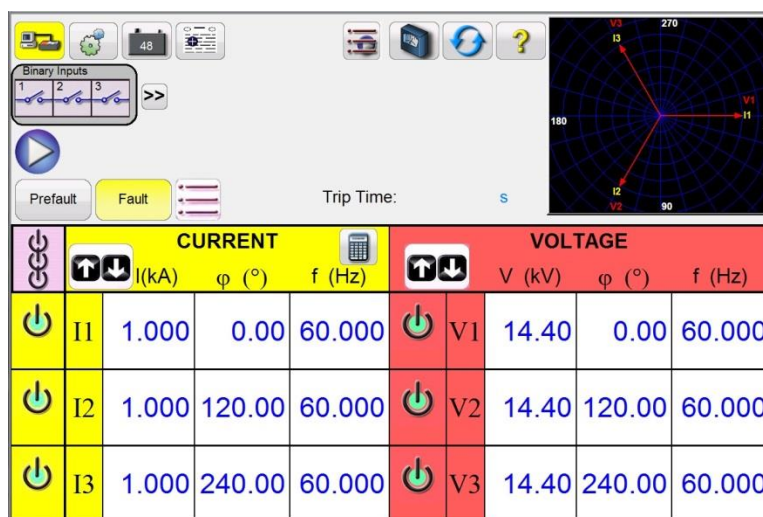 48
?
Binary Inputs
1 2 3
>>
V3 270
I3
V1
I1
180
I2
V2 90
Prefault Fault Trip Time: s
CURRENT VOLTAGE
I(kA) φ (°) f (Hz) V (kV) φ (°) f (Hz)
I1 1.000 0.00 60.000 V1 14.40 0.00 60.000
I2 1.000 120.00 60.000 V2 14.40 120.00 60.000
I3 1.000 240.00 60.000 V3 14.40 240.00 60.000